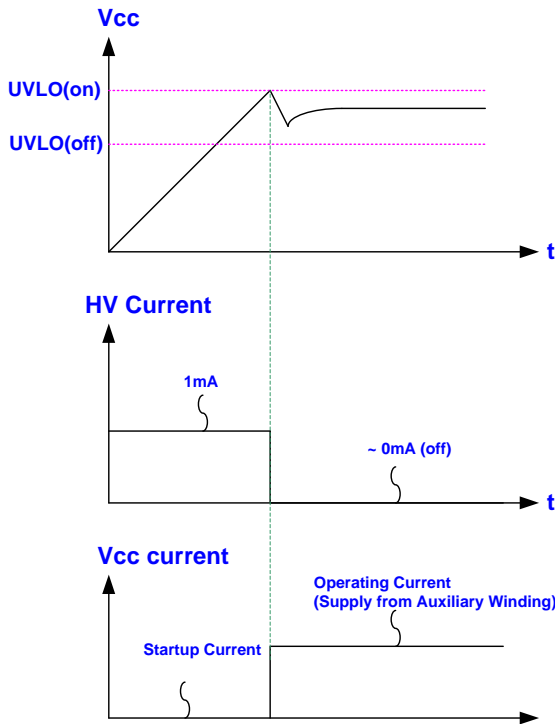 Vcc
UVLO(on)
UVLO(off)
t
HV Current
1mA
~ 0mA (off)
t
Vcc current
Operating Current
(Supply from Auxiliary Winding)
Startup Current